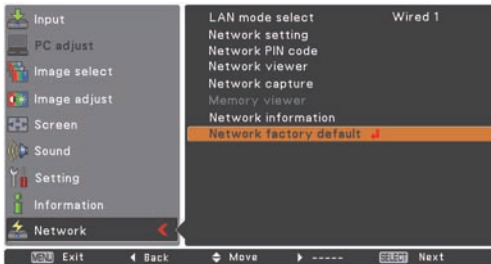 Input
PC adjust
Image select
Image adjust
Screen
Sound
Setting
Information
Network
LAN mode select Wired 1
Network setting
Network PIN code
Network viewer
Network capture
Memory viewer
Network information
Network factory default
MENU Exit Back Move ----- SELECT Next